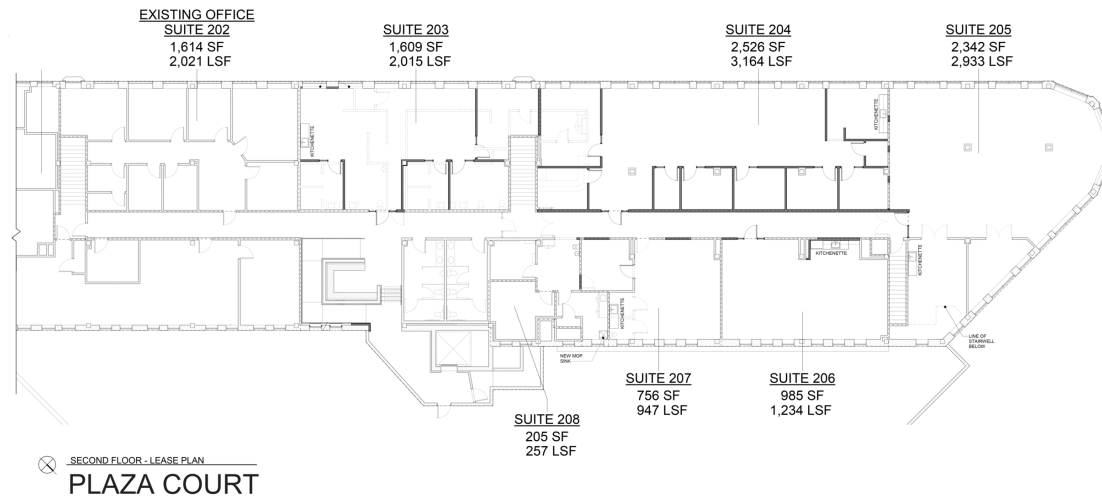 EXISTING OFFICE
SUITE 202
1,614 SF
2,021 LSF
SUITE 203
1,609 SF
2,015 LSF
SUITE 204
2,526 SF
3,164 LSF
SUITE 205
2,342 SF
2,933 LSF
KITCHENETTE
KITCHENETTE
KITCHENETTE
KITCHENETTE
KITCHENETTE
LINE OF
STAIRWELL
BELOW
NEW MOP
SINK
SUITE 207
756 SF
947 LSF
SUITE 206
985 SF
1,234 LSF
SUITE 208
205 SF
257 LSF
SECOND FLOOR - LEASE PLAN
PLAZA COURT